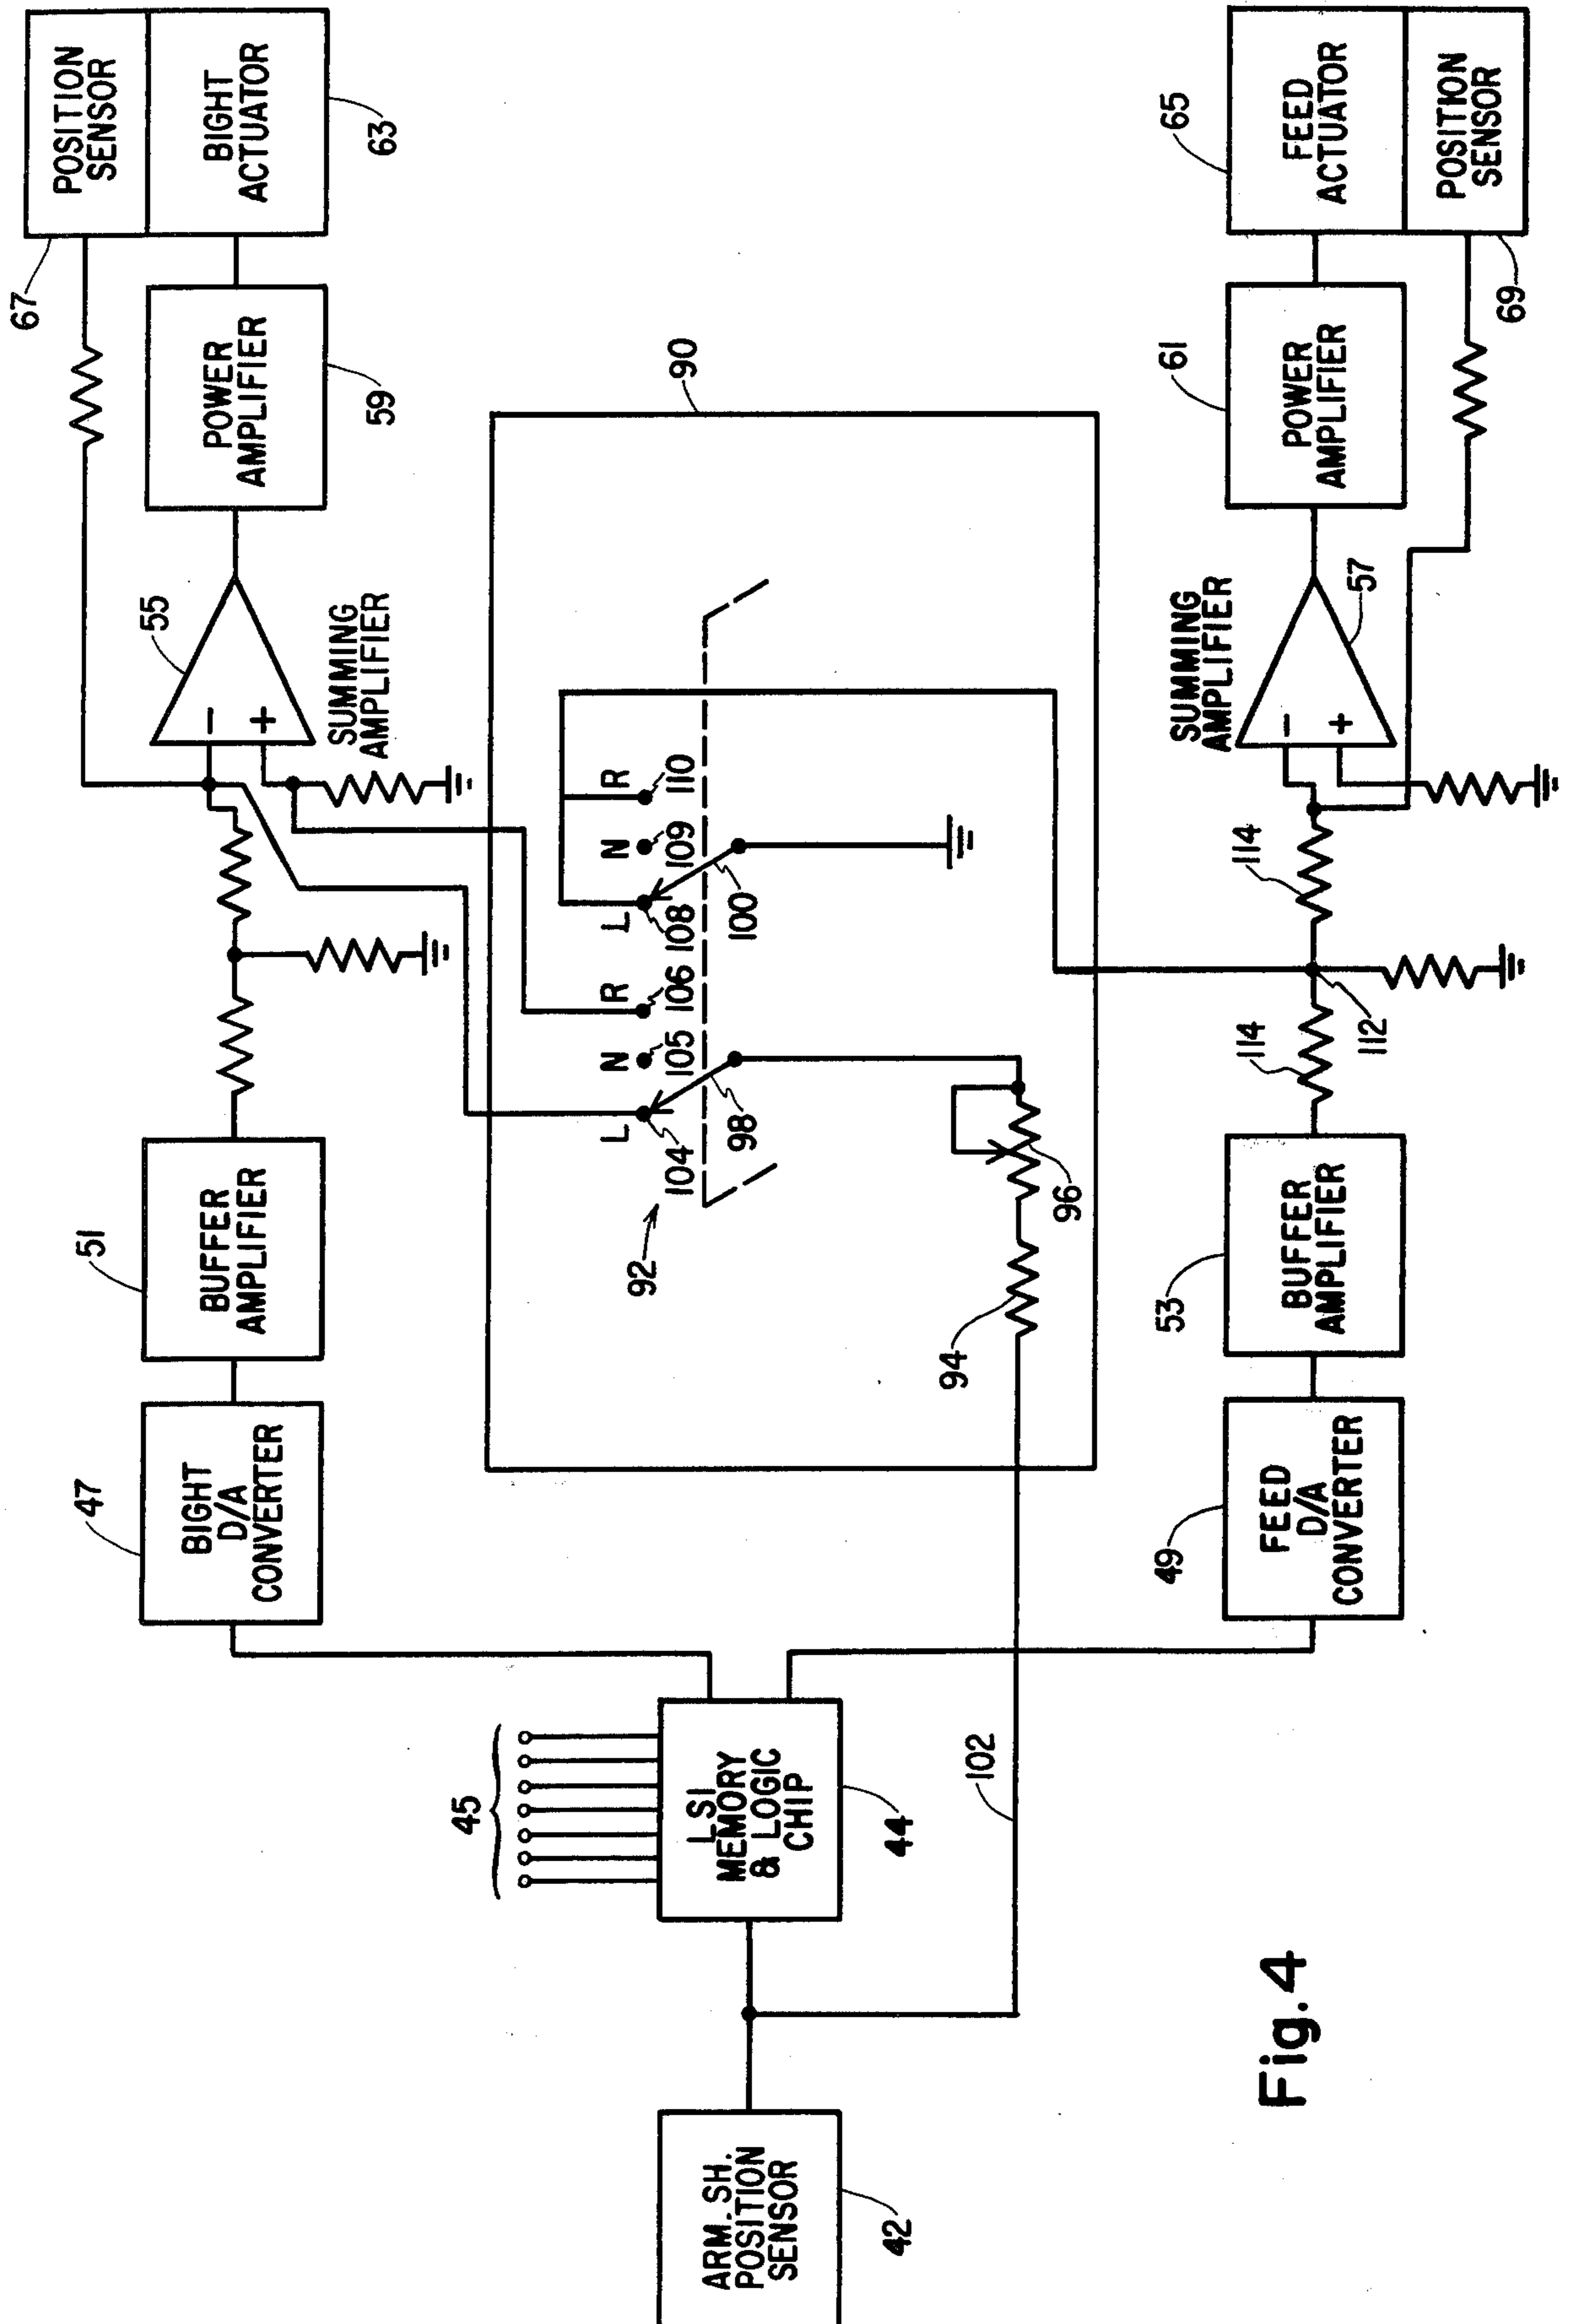 ARM. SH.
POSITION
SENSOR
42
LSI
MEMORY
& LOGIC
CHIP
44
45
102
BIGHT
D/A
CONVERTER
47
BUFFER
AMPLIFIER
51
55
−
+
SUMMING
AMPLIFIER
POWER
AMPLIFIER
59
POSITION
SENSOR
67
BIGHT
ACTUATOR
63
90
92
L
N
R
L
N
R
104
105
106
108
109
110
98
100
94
96
FEED
D/A
CONVERTER
49
BUFFER
AMPLIFIER
53
114
112
114
SUMMING
AMPLIFIER
−
+
57
POWER
AMPLIFIER
61
FEED
ACTUATOR
65
POSITION
SENSOR
69
Fig. 4